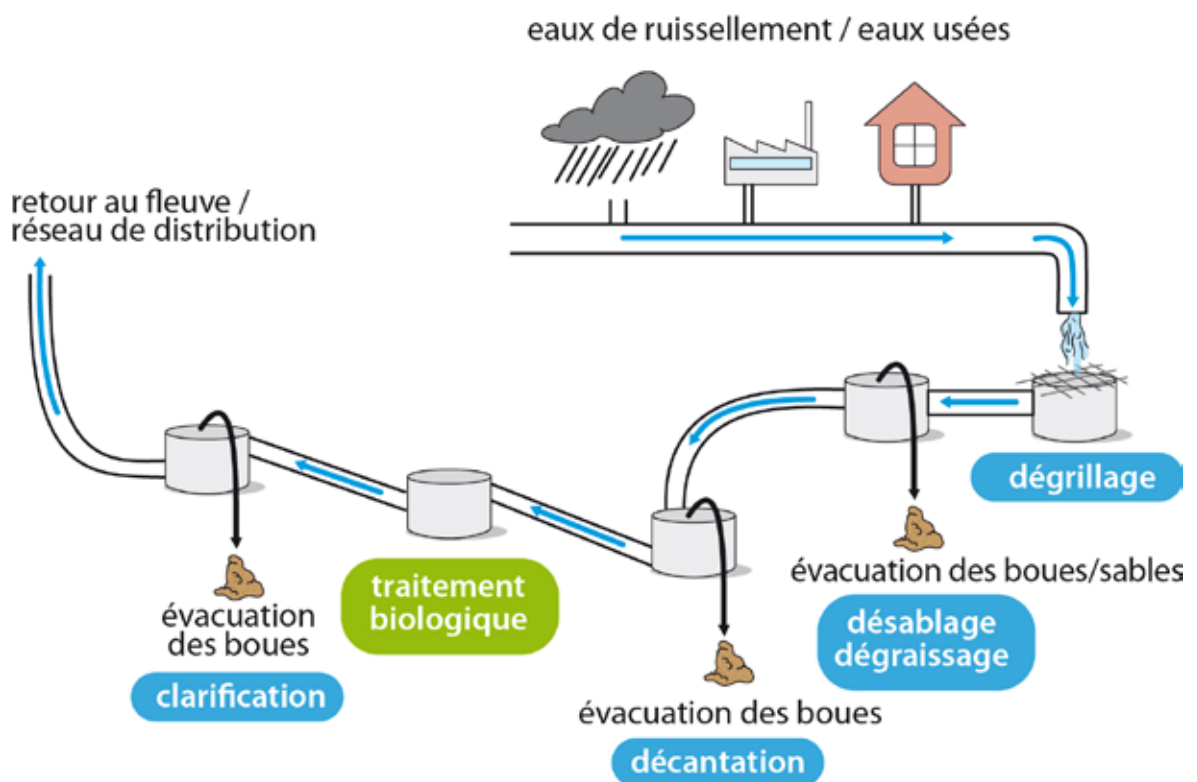 eaux de ruissellement / eaux usées
retour au fleuve /
réseau de distribution
dégrillage
évacuation des boues/sables
désablage
dégraissage
évacuation des boues
décantation
traitement
biologique
évacuation
des boues
clarification